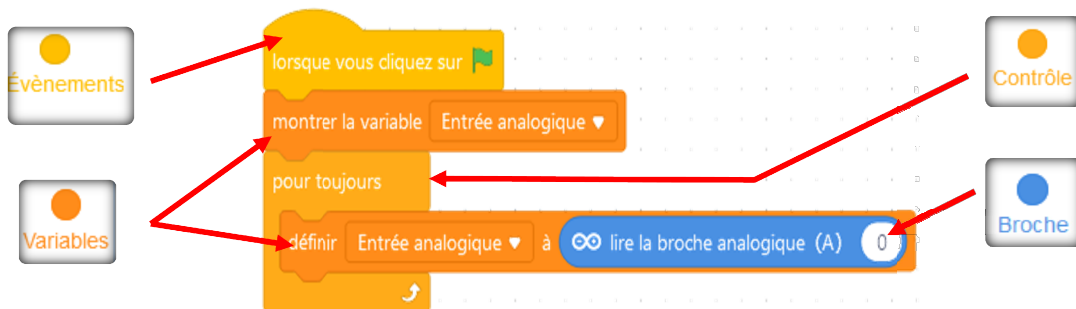 Évènements
lorsque vous cliquez sur
Contrôle
montrer la variable Entrée analogique
pour toujours
Variables
définir Entrée analogique à lire la broche analogique (A) 0
Broche